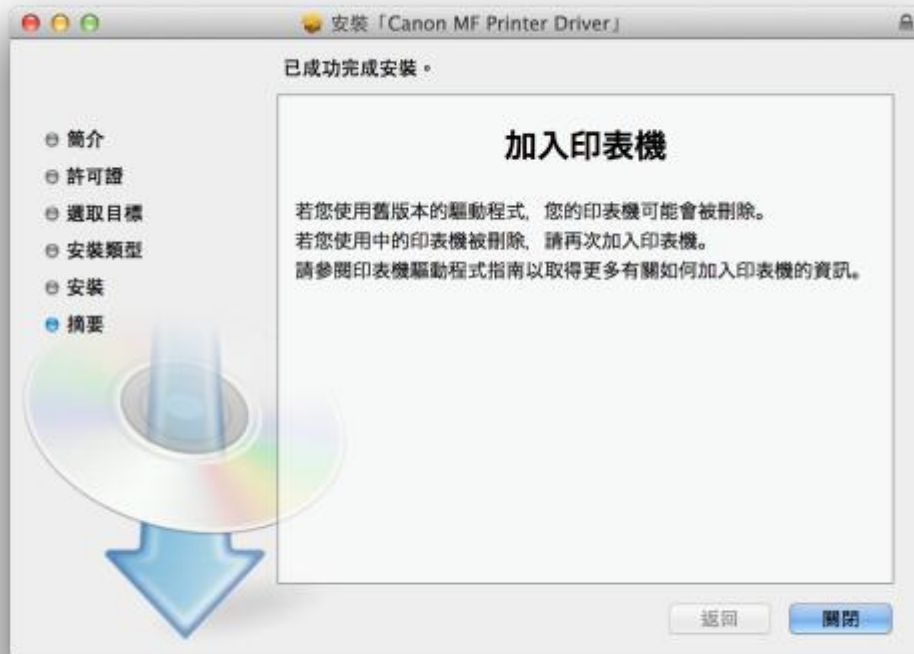 安裝「Canon MF Printer Driver」
已成功完成安裝。
簡介
許可證
選取目標
安裝類型
安裝
摘要
加入印表機
若您使用舊版本的驅動程式，您的印表機可能會被刪除。
若您使用中的印表機被刪除，請再次加入印表機。
請參閱印表機驅動程式指南以取得更多有關如何加入印表機的資訊。
返回
關閉